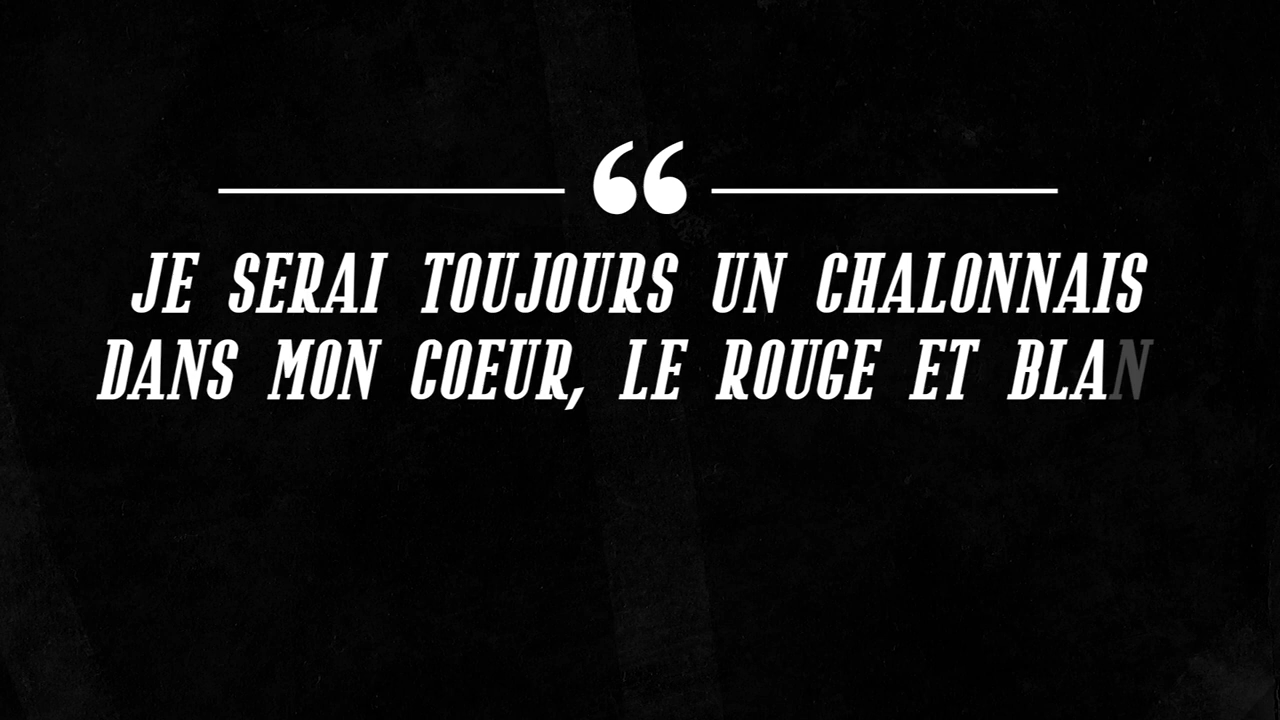 “
JE SERAI TOUJOURS UN CHALONNAIS
DANS MON COEUR, LE ROUGE ET BLAN